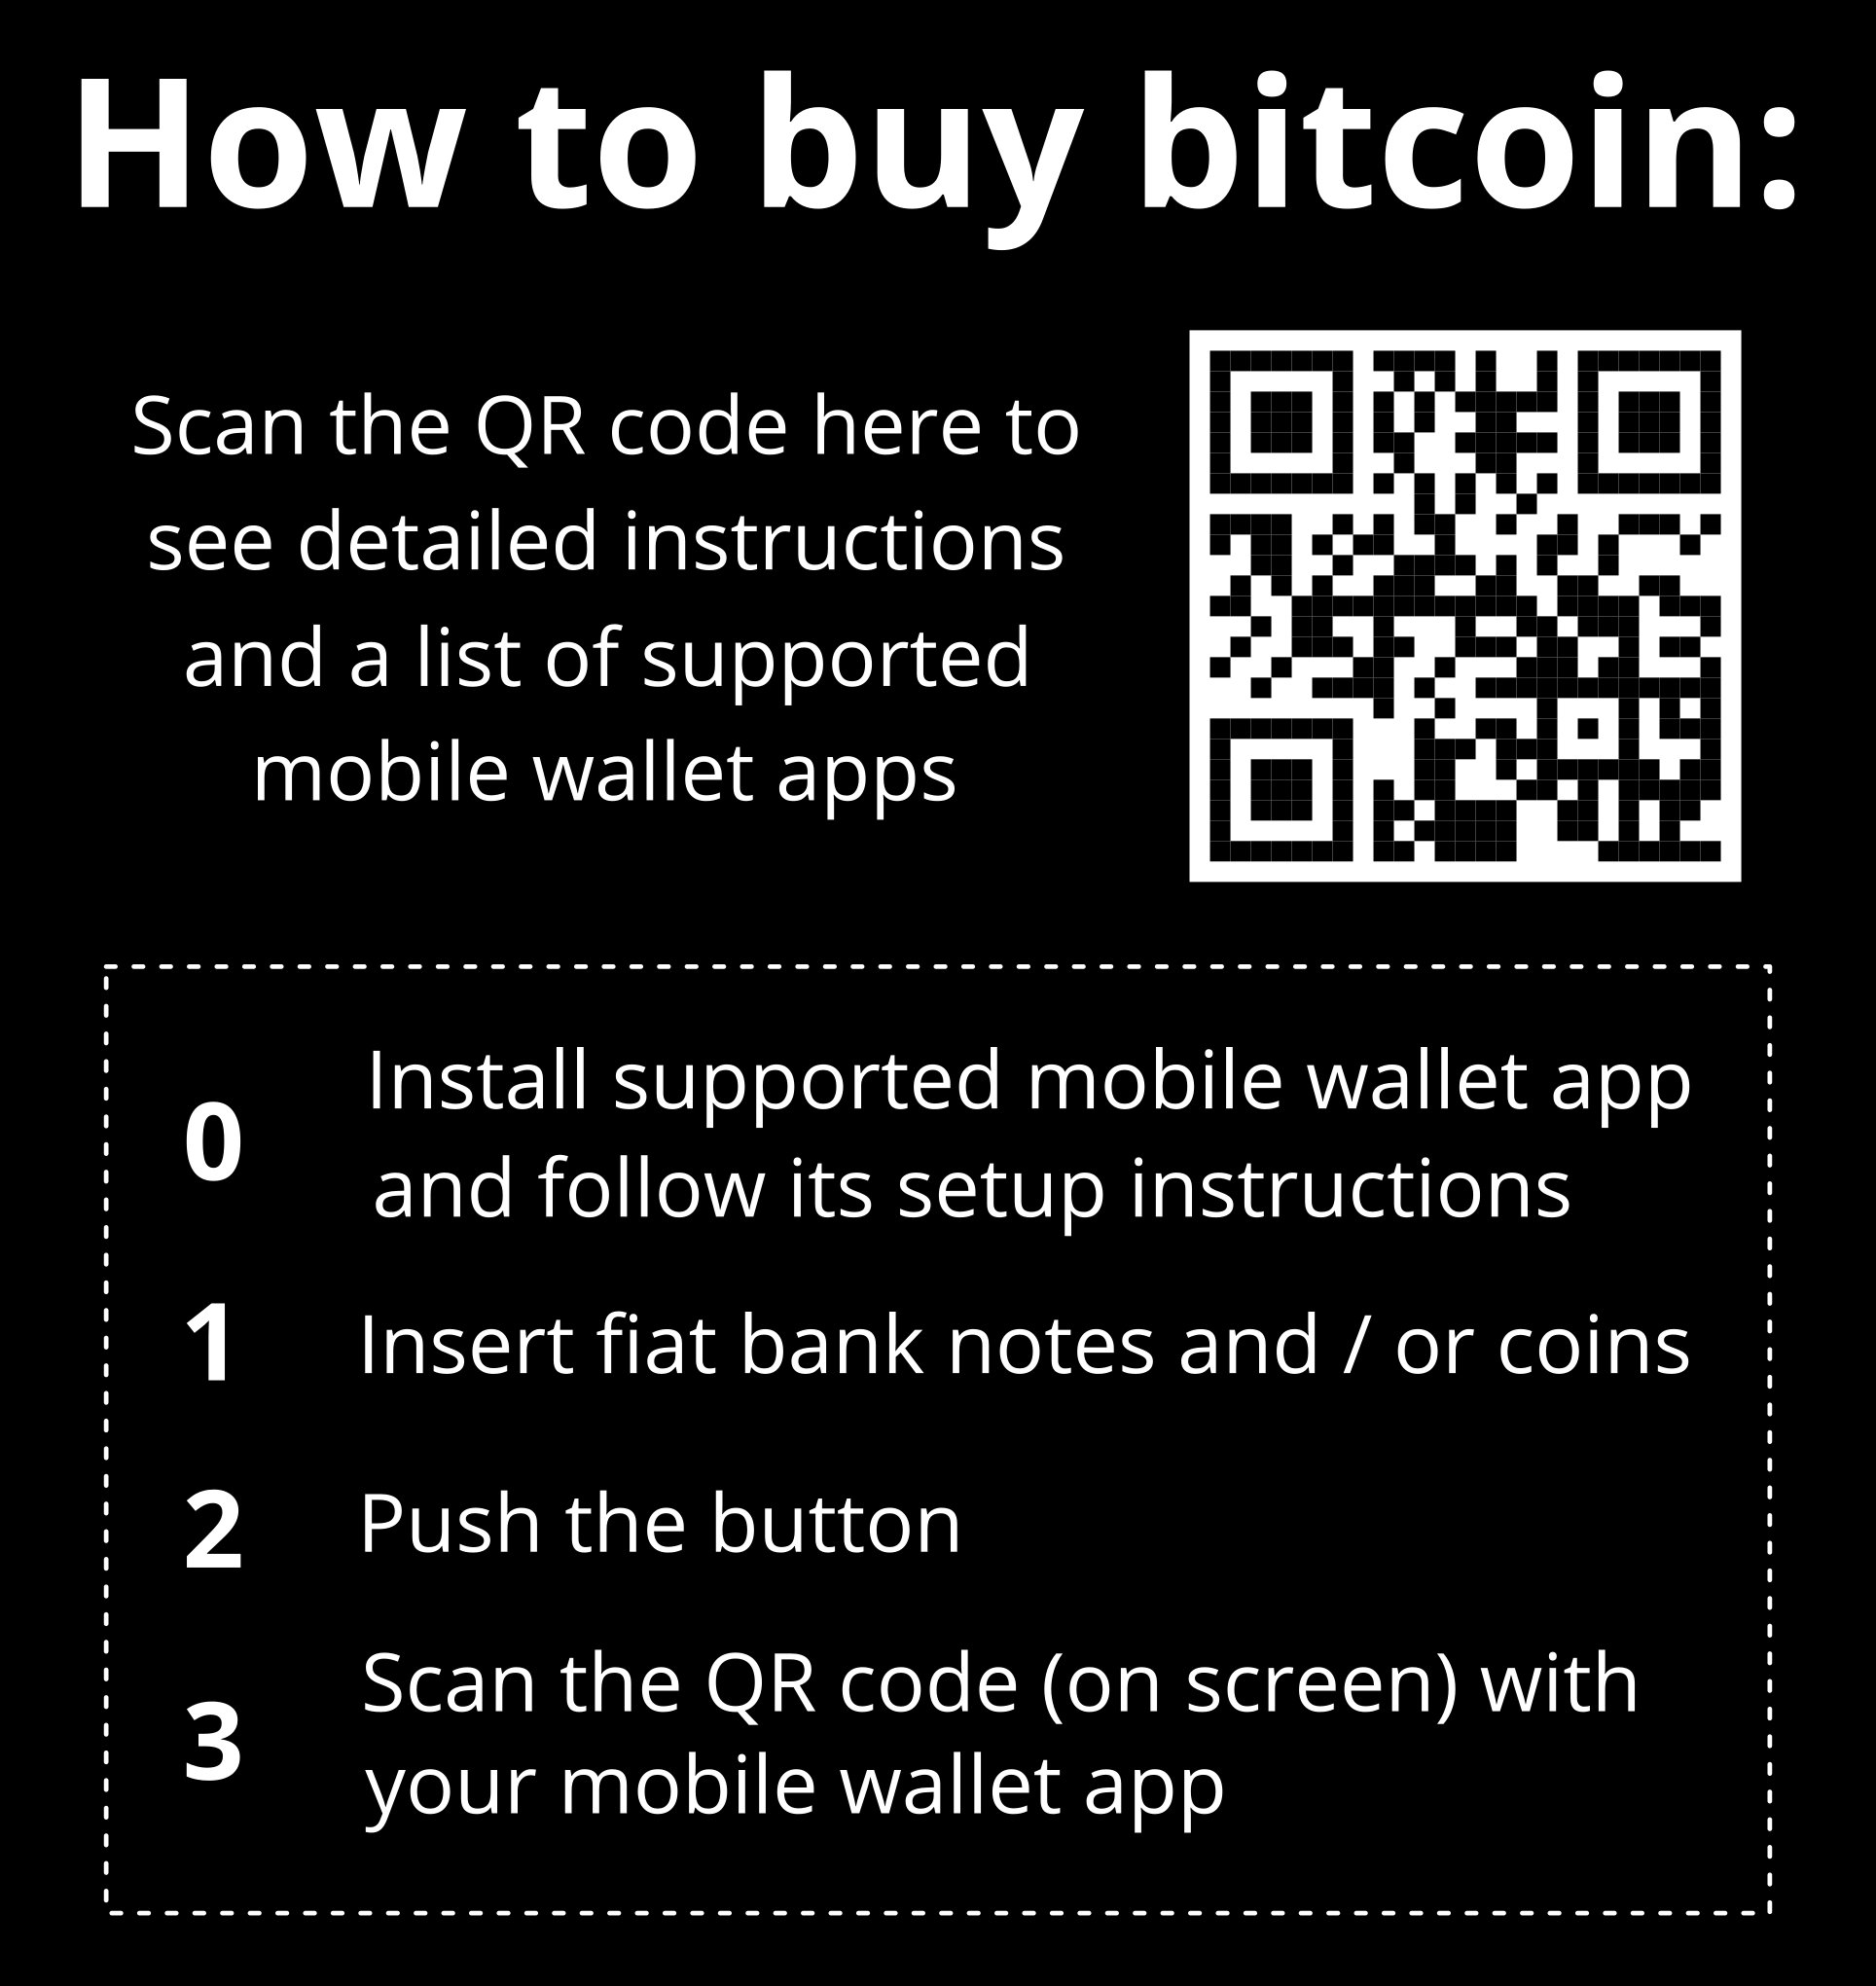 How to buy bitcoin:
Scan the QR code here to
see detailed instructions
and a list of supported
mobile wallet apps
0
Install supported mobile wallet app
and follow its setup instructions
1
Insert fiat bank notes and / or coins
2
Push the button
3
Scan the QR code (on screen) with
your mobile wallet app